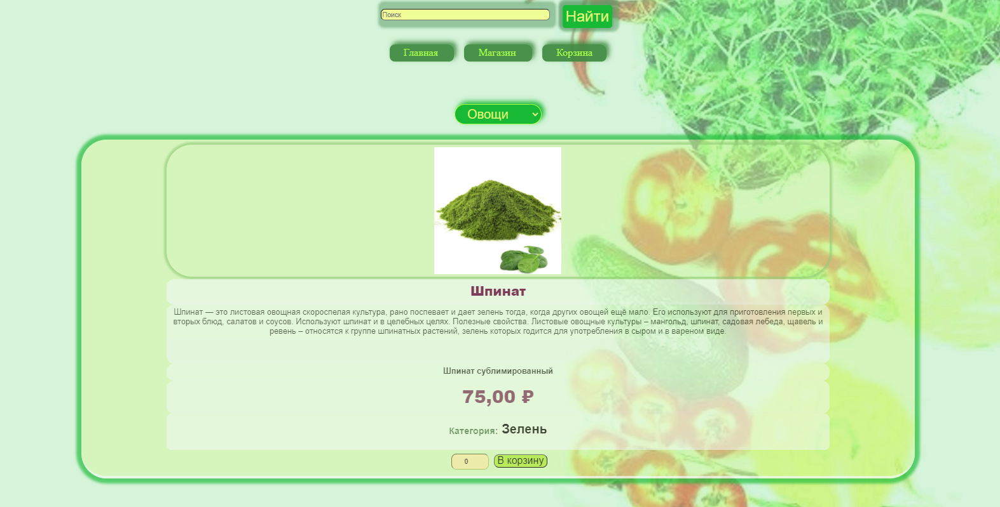 Поиск
Найти
Главная
Магазин
Корзина
Овощи
Шпинат
Шпинат — это листовая овощная скороспелая культура, рано поспевает и дает зелень тогда, когда других овощей ещё мало. Его используют для приготовления первых и
вторых блюд, салатов и соусов. Используют шпинат и в целебных целях. Полезные свойства. Листовые овощные культуры – мангольд, шпинат, садовая лебеда, щавель и
ревень – относятся к группе шпинатных растений, зелень которых годится для употребления в сыром и в вареном виде.
Шпинат сублимированный
75,00 ₽
Категория: Зелень
0
В корзину